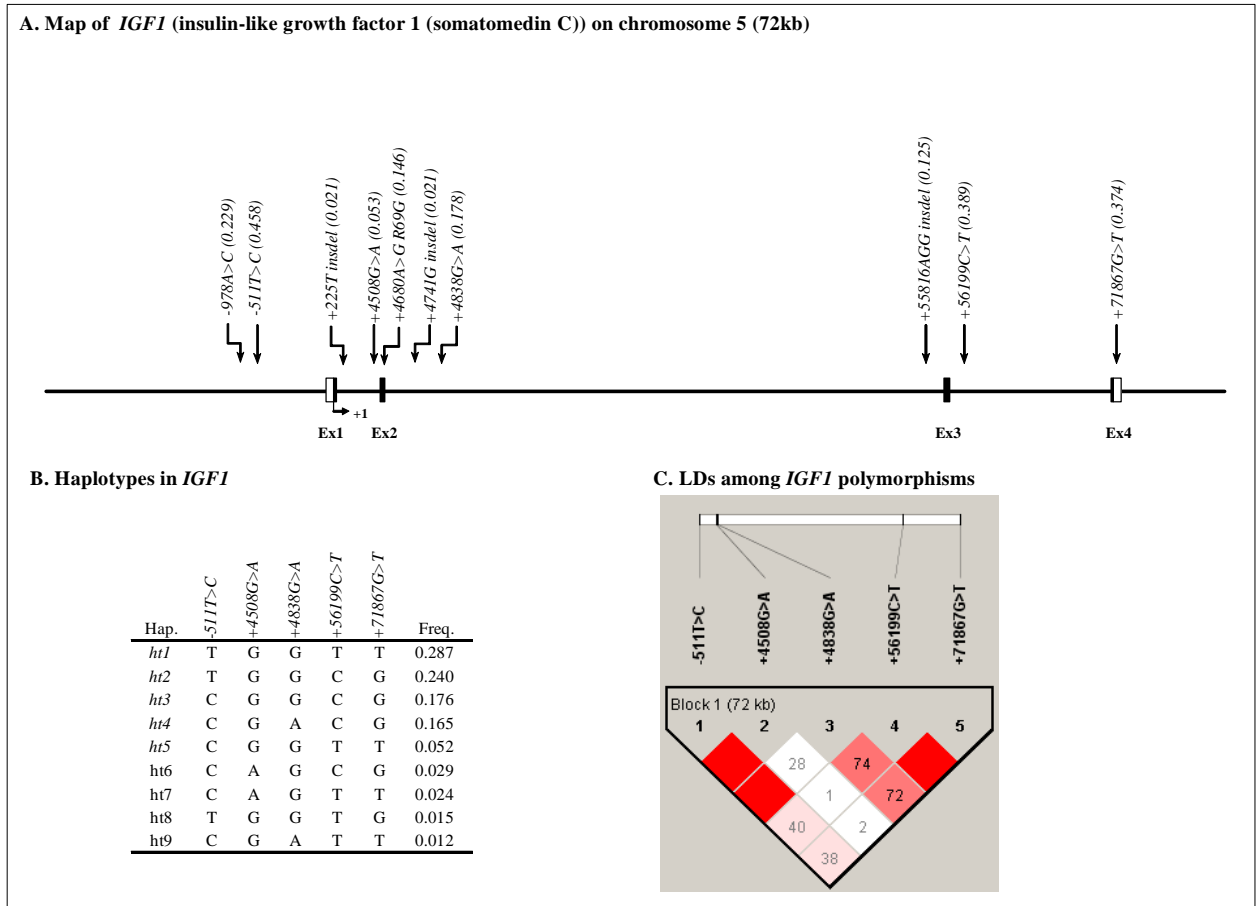 A. Map of IGF1 (insulin-like growth factor 1 (somatomedin C)) on chromosome 5 (72kb)
-978A>C (0.229)
-511T>C (0.458)
+225T insdel (0.021)
+4508G>A (0.053)
+4680A>G R69G (0.146)
+4741G insdel (0.021)
+4838G>A (0.178)
+55816AGG insdel (0.125)
+56199C>T (0.389)
+71867G>T (0.374)
+1
Ex1 Ex2 Ex3 Ex4
B. Haplotypes in IGF1
Hap. -511T>C +4508G>A +4838G>A +56199C>T +71867G>T Freq.
ht1 T G G T T 0.287
ht2 T G G C G 0.240
ht3 C G G C G 0.176
ht4 C G A C G 0.165
ht5 C G G T T 0.052
ht6 C A G C G 0.029
ht7 C A G T T 0.024
ht8 T G G T G 0.015
ht9 C G A T T 0.012
C. LDs among IGF1 polymorphisms
-511T>C
+4508G>A
+4838G>A
+56199C>T
+71867G>T
Block 1 (72 kb)
1 2 3 4 5
28 74
1 72
40 2
38